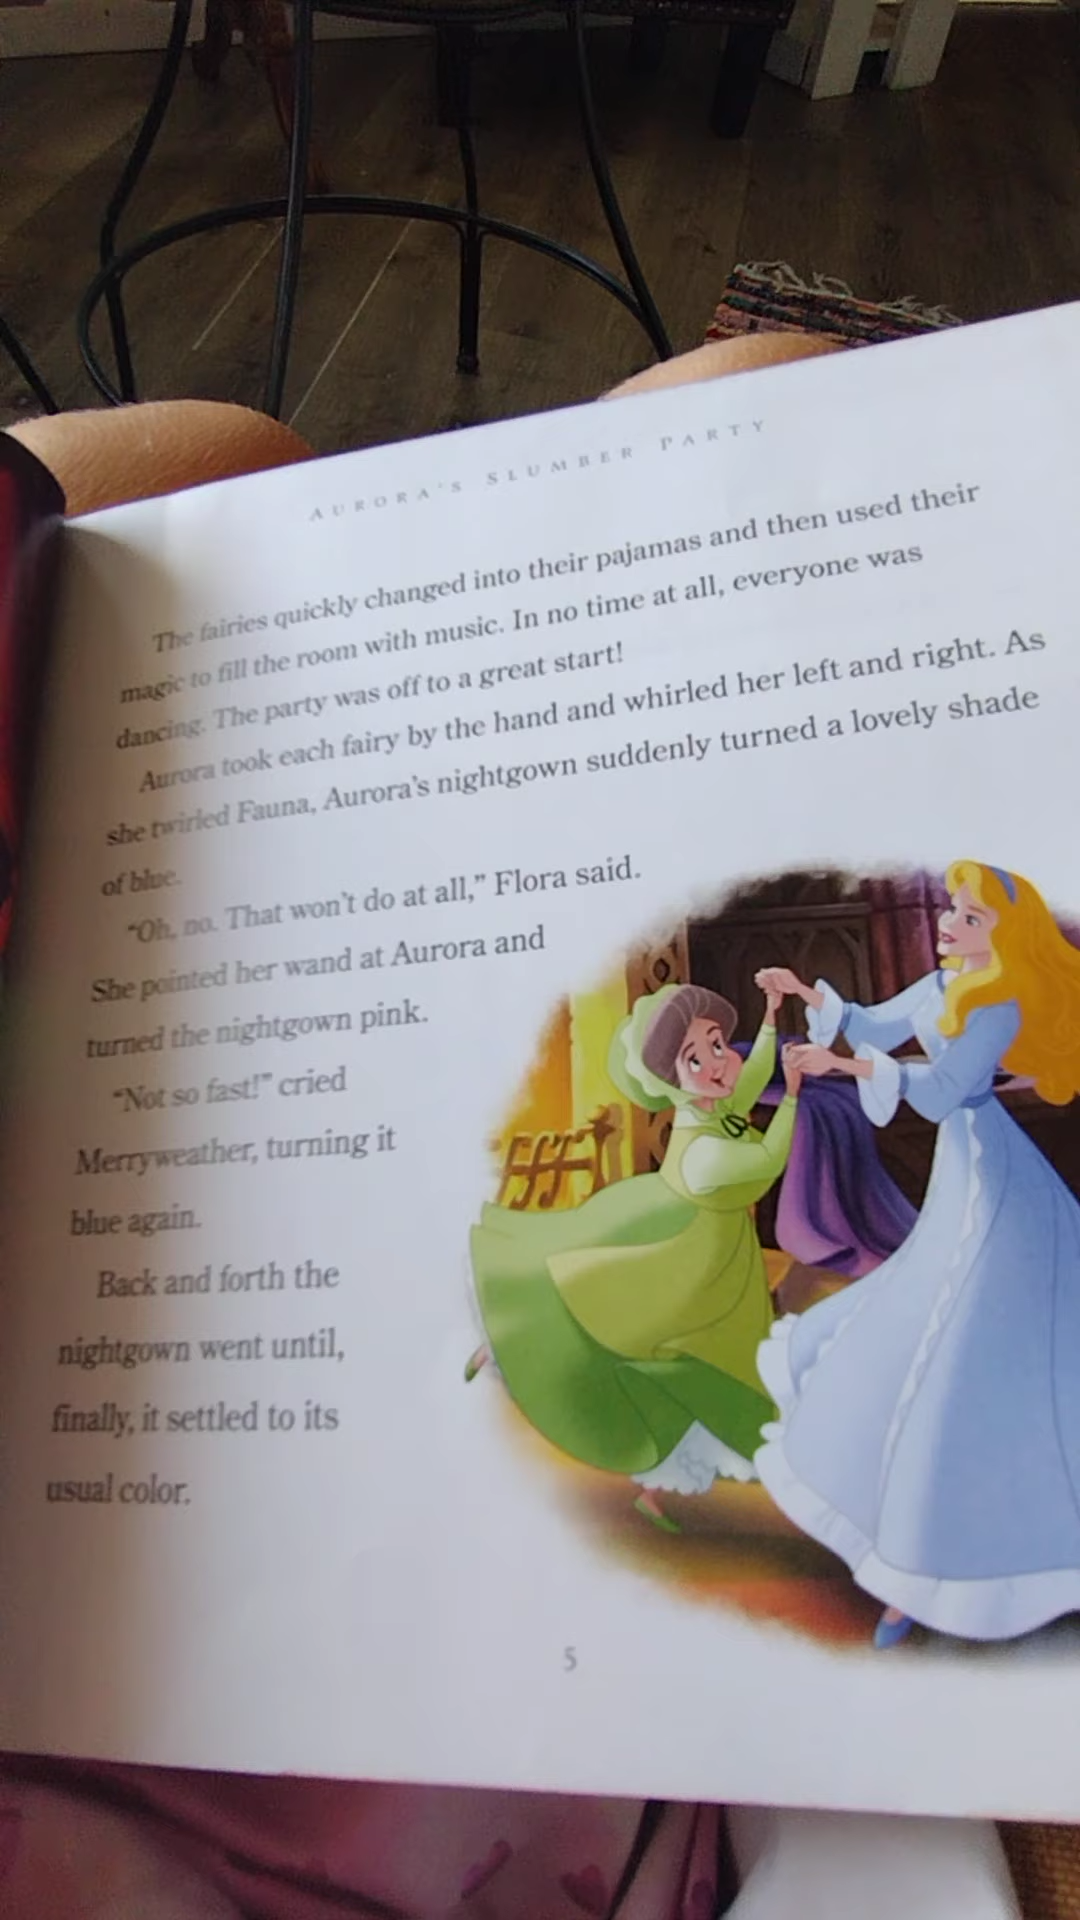 AURORA'S SLUMBER PARTY
The fairies quickly changed into their pajamas and then used their
magic to fill the room with music. In no time at all, everyone was
dancing. The party was off to a great start!
Aurora took each fairy by the hand and whirled her left and right. As
she twirled Fauna, Aurora's nightgown suddenly turned a lovely shade
of blue.
“Oh, no. That won't do at all,” Flora said.
She pointed her wand at Aurora and
turned the nightgown pink.
“Not so fast!” cried
Merryweather, turning it
blue again.
Back and forth the
nightgown went until,
finally, it settled to its
usual color.
5